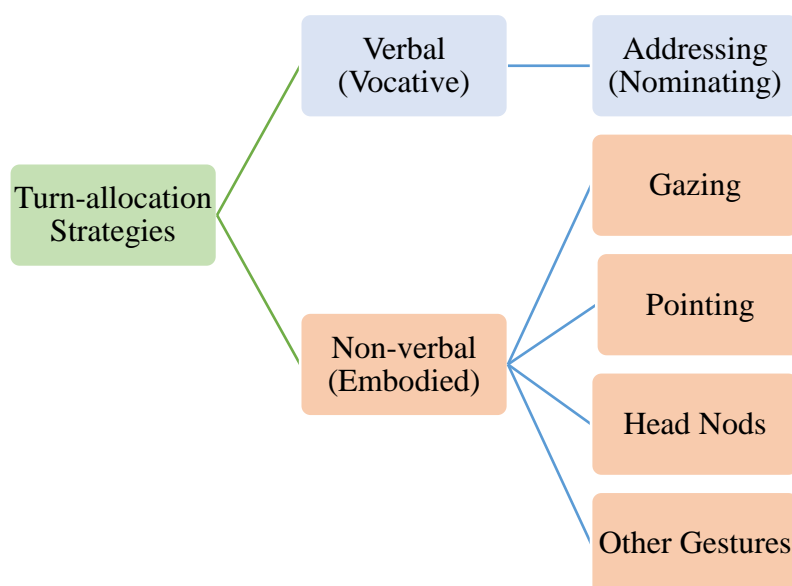 Turn-allocation
Strategies
Verbal
(Vocative)
Addressing
(Nominating)
Non-verbal
(Embodied)
Gazing
Pointing
Head Nods
Other Gestures